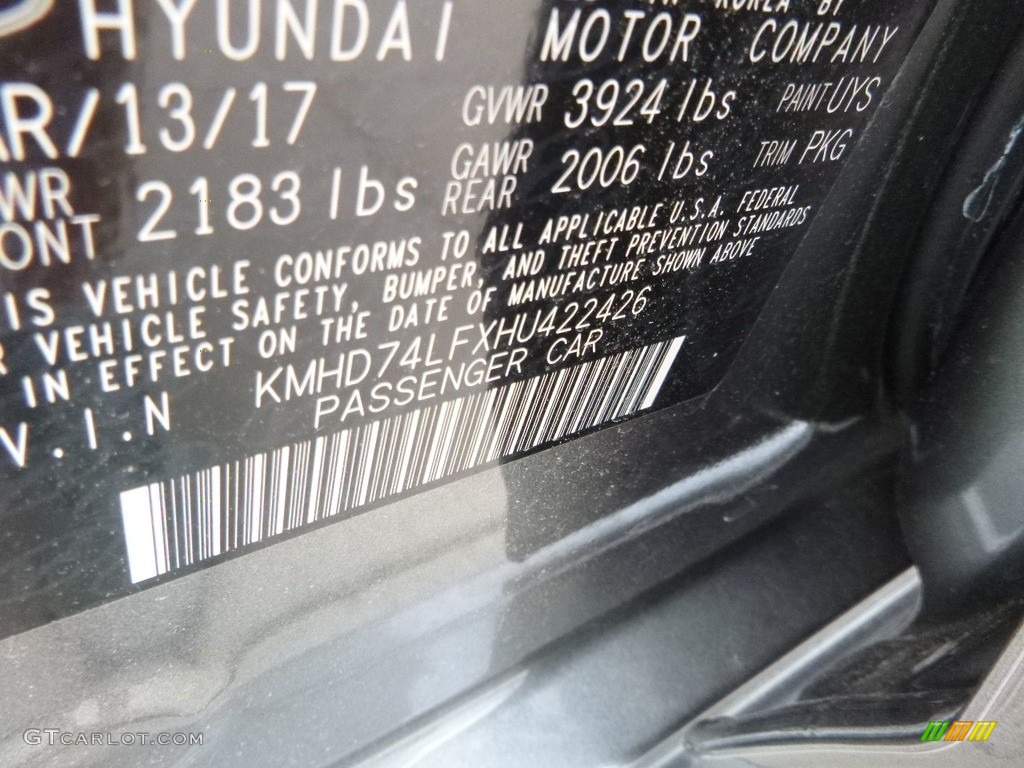 HYUNDAI MOTOR COMPANY
AR/13/17 GVWR 3924 lbs PAINT UYS
WR ONT 2183 lbs GAWR REAR 2006 lbs TRIM PKG
IS VEHICLE CONFORMS TO ALL APPLICABLE U.S.A. FEDERAL
VEHICLE SAFETY, BUMPER, AND THEFT PREVENTION STANDARDS
IN EFFECT ON THE DATE OF MANUFACTURE SHOWN ABOVE
V.I.N KMHD74LFXHU422426
PASSENGER CAR
GTCARLOT.COM